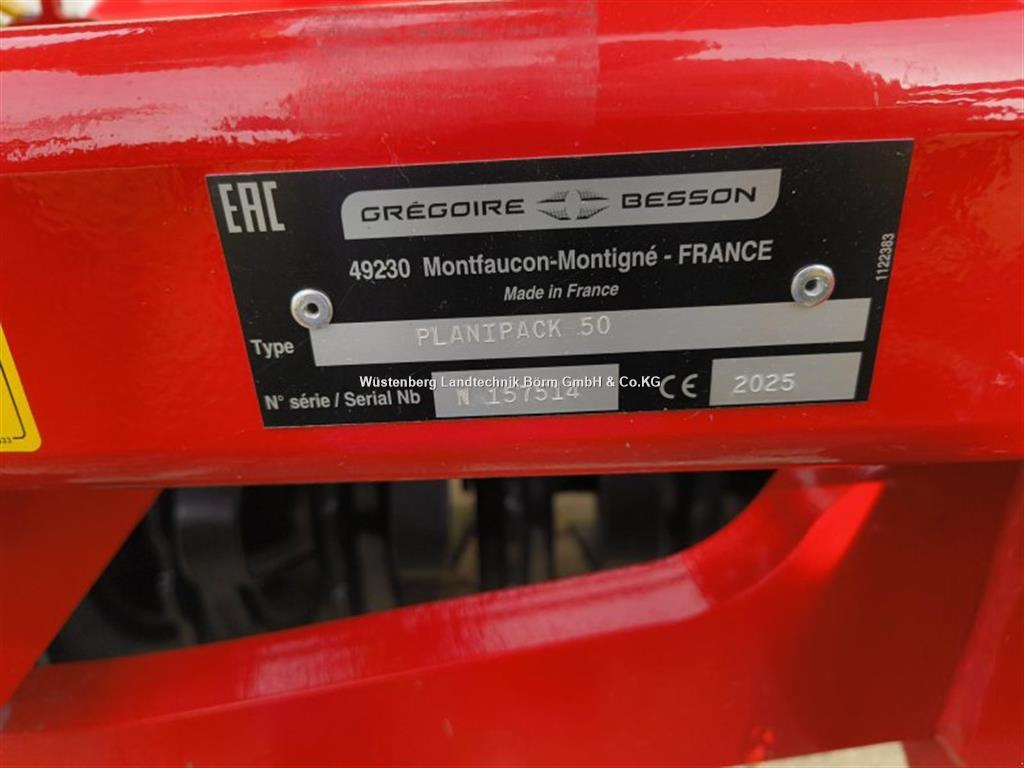 EAC
GRÉGOIRE BESSON
49230 Montfaucon-Montigné - FRANCE
Made in France
1122383
Type PLANIPACK 50
Wüstenberg Landtechnik Börm GmbH & Co.KG
N° série / Serial Nb N 157514 CE 2025
33